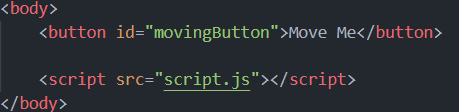 <body>
    <button id="movingButton">Move Me</button>
    <script src="script.js"></script>
</body>